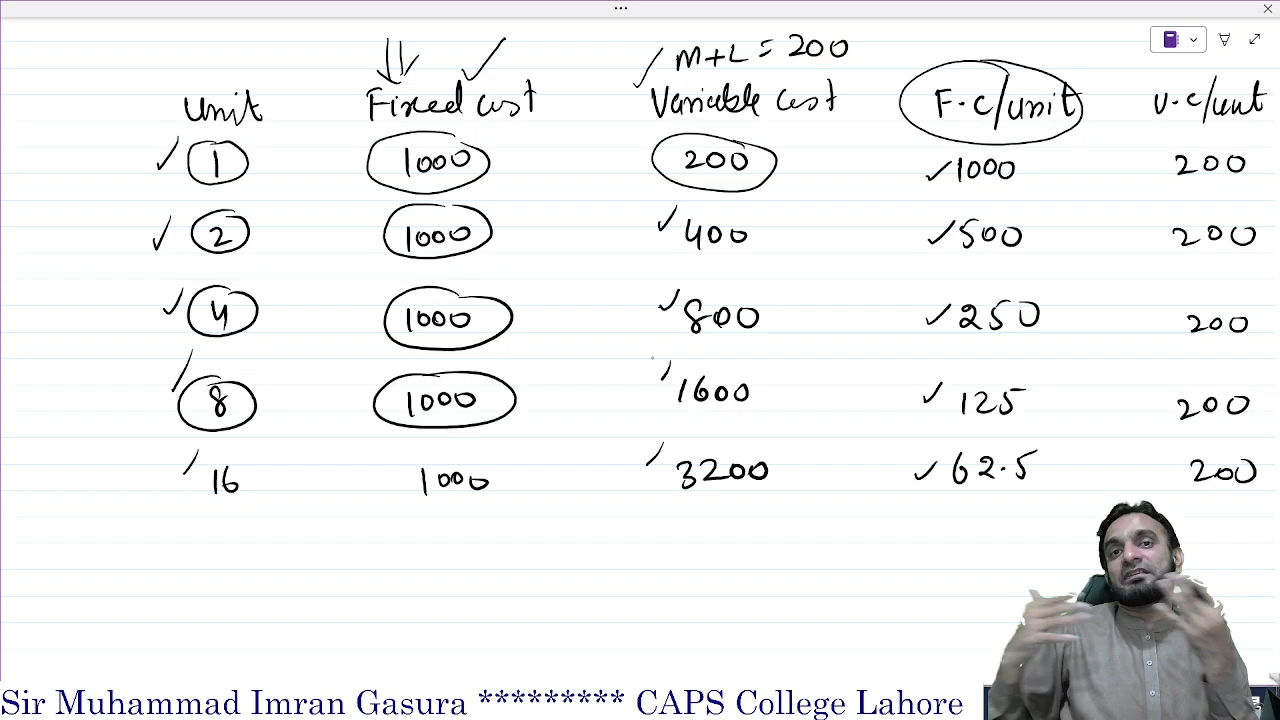 M+L = 200
Unit Fixed cost Variable cost F.C/unit V.C/unit
1 1000 200 1000 200
2 1000 400 500 200
4 1000 800 250 200
8 1000 1600 125 200
16 1000 3200 62.5 200
Sir Muhammad Imran Gasura ********* CAPS College Lahore